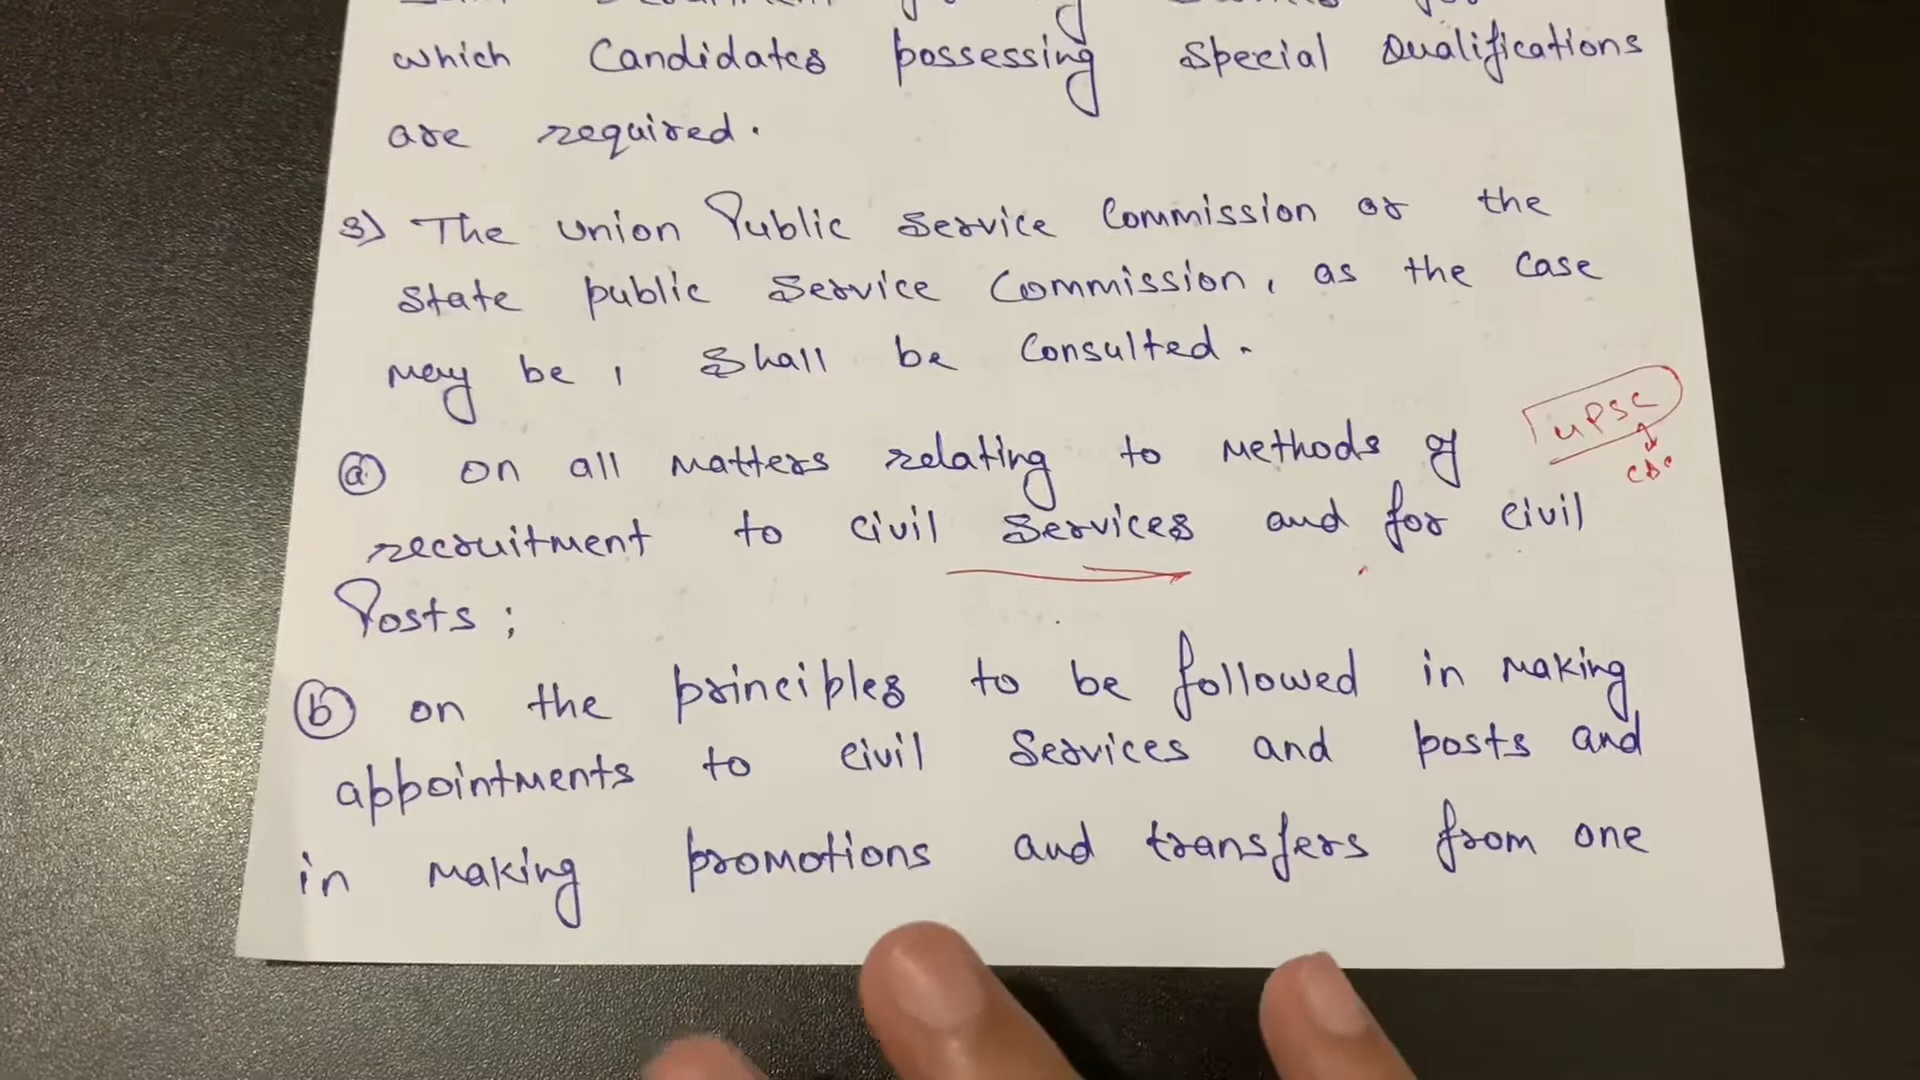 which Candidates possessing Special Qualifications
are required.
3) The Union Public Service Commission or the
State public Service Commission, as the case
may be, Shall be Consulted.
UPSC
ⓐ on all matters relating to Methods of
recruitment to civil Services and for civil
Posts;
ⓑ on the principles to be followed in Making
appointments to civil Services and posts and
in Making promotions and transfers from one